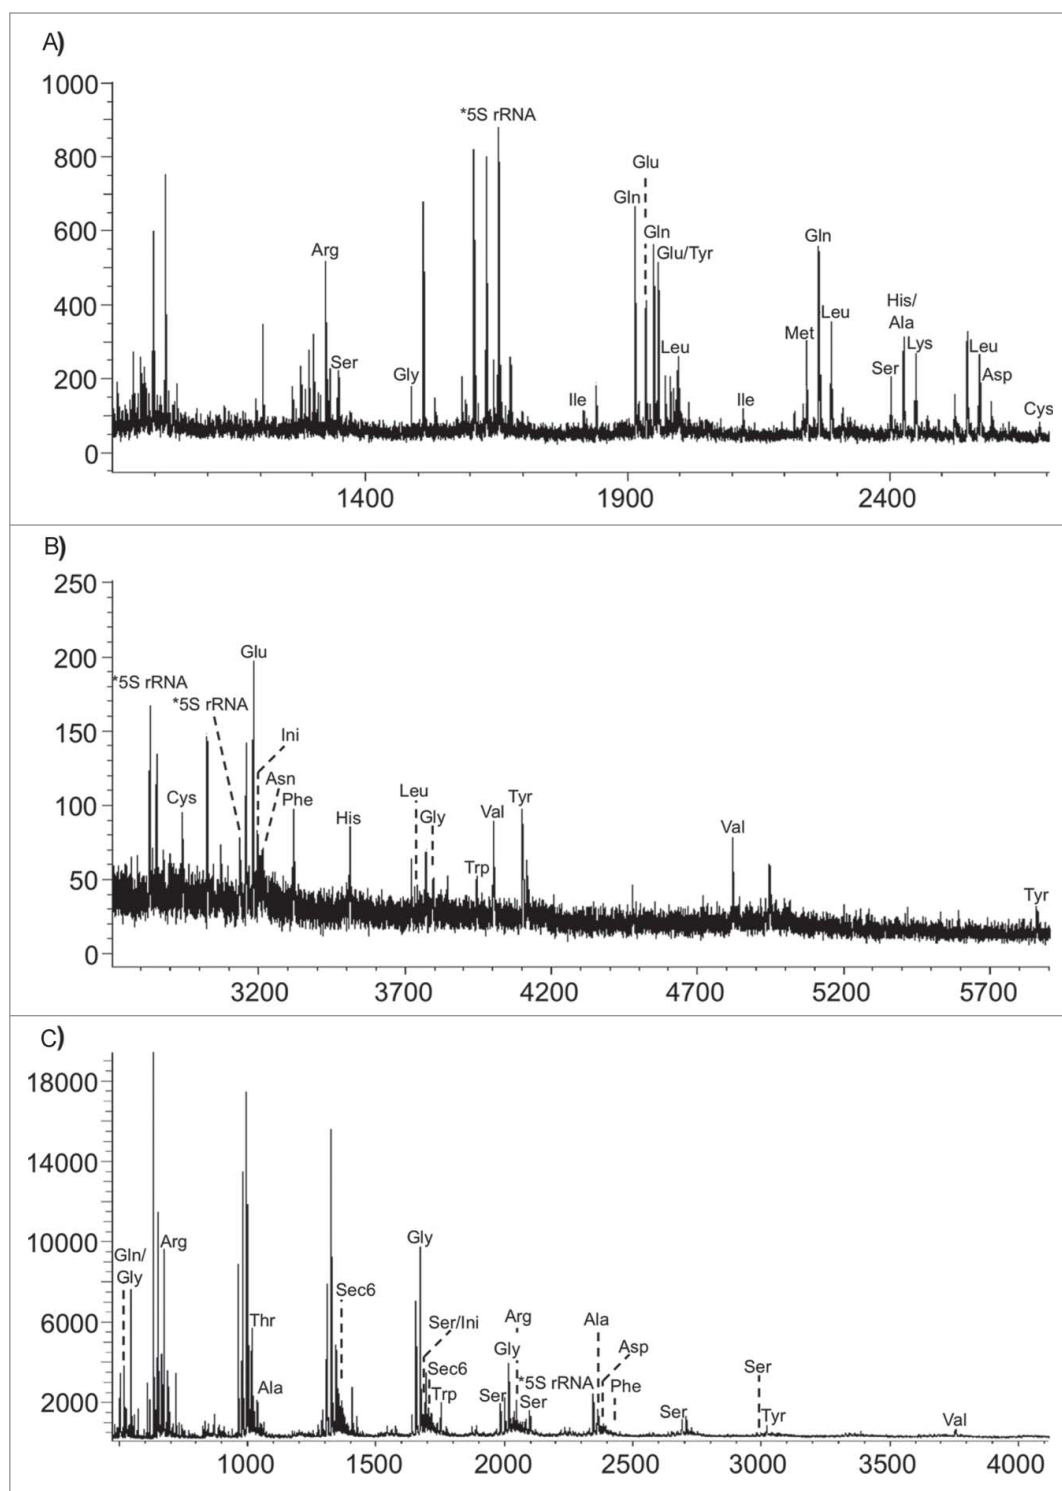 A)
1000
*5S rRNA
800
Glu
Gln
600
Gln
Gln
Arg
Glu/Tyr
400
His/
Ala
Leu
Met
Leu
Lys
Leu
Ser
Ser
Gly
Asp
200
Ile
Ile
Cys
0
1400
1900
2400
B)
250
200
Glu
*5S rRNA
*5S rRNA
150
Ini
Asn
Cys
Phe
Leu
Tyr
100
His
Gly
Val
Val
Trp
50
Tyr
0
3200
3700
4200
4700
5200
5700
C)
18000
14000
10000
Gln/
Gly
Arg
Gly
Sec6
6000
Thr
Ser/Ini
Arg
Ala
Gly
Asp
Sec6
*5S rRNA
Phe
Ser
Ala
Trp
Ser
Ser
2000
Ser
Tyr
Val
1000
1500
2000
2500
3000
3500
4000